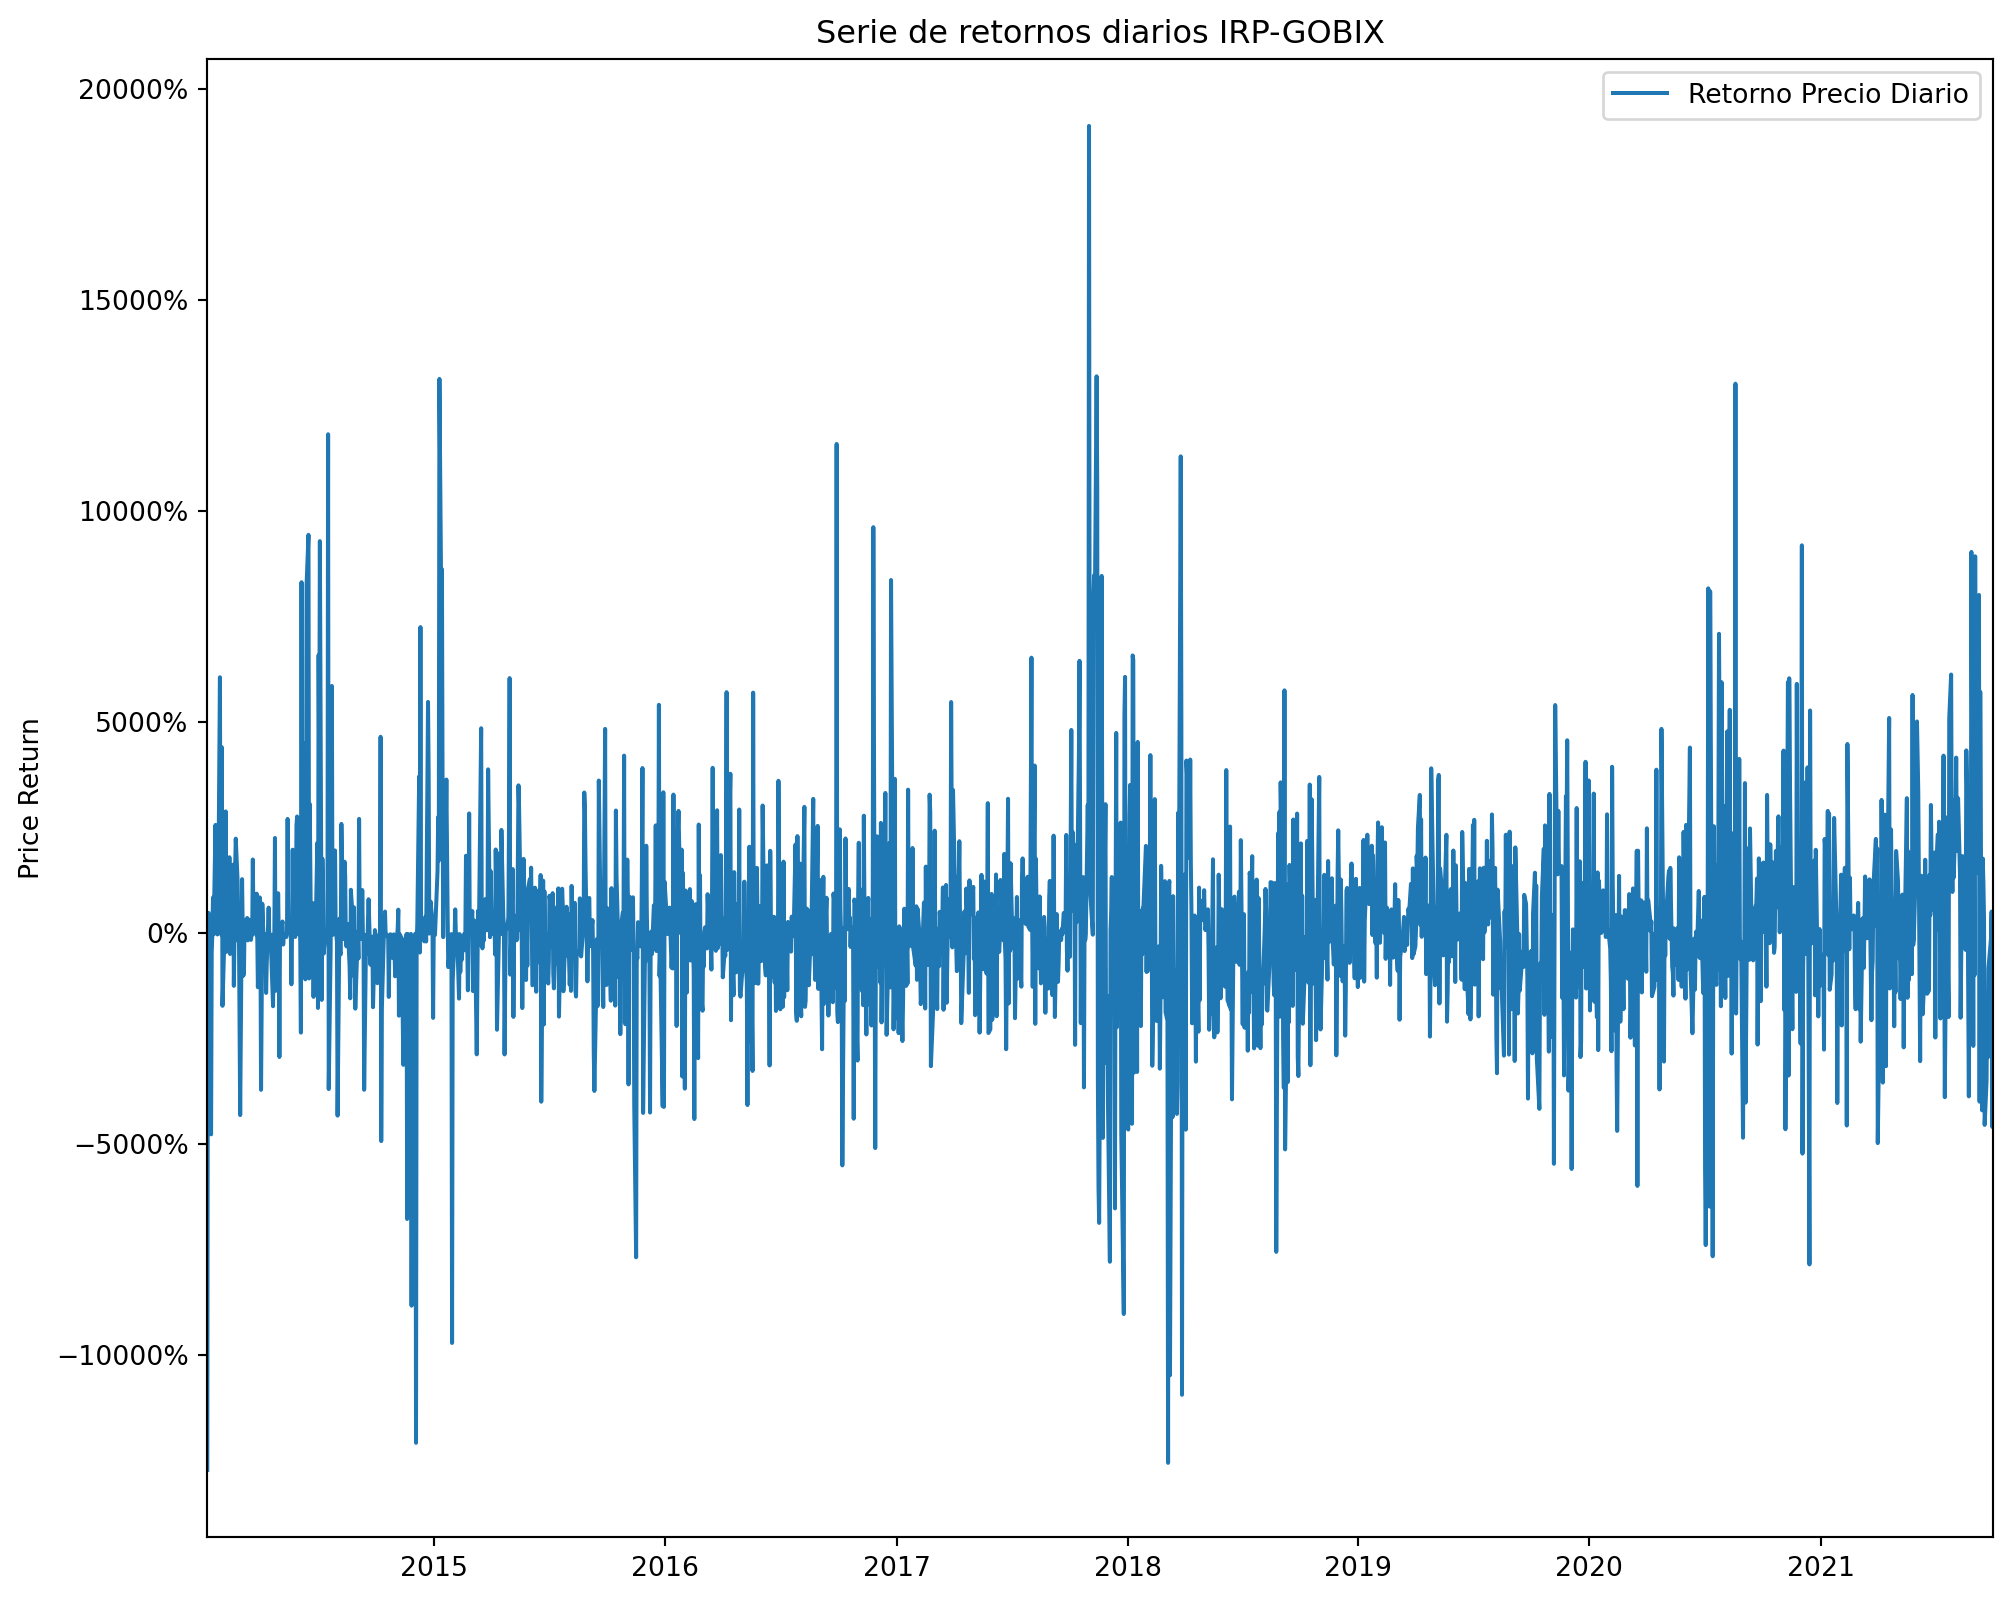 Serie de retornos diarios IRP-GOBIX
Retorno Precio Diario
Price Return
20000%
15000%
10000%
5000%
0%
−5000%
−10000%
2015 2016 2017 2018 2019 2020 2021